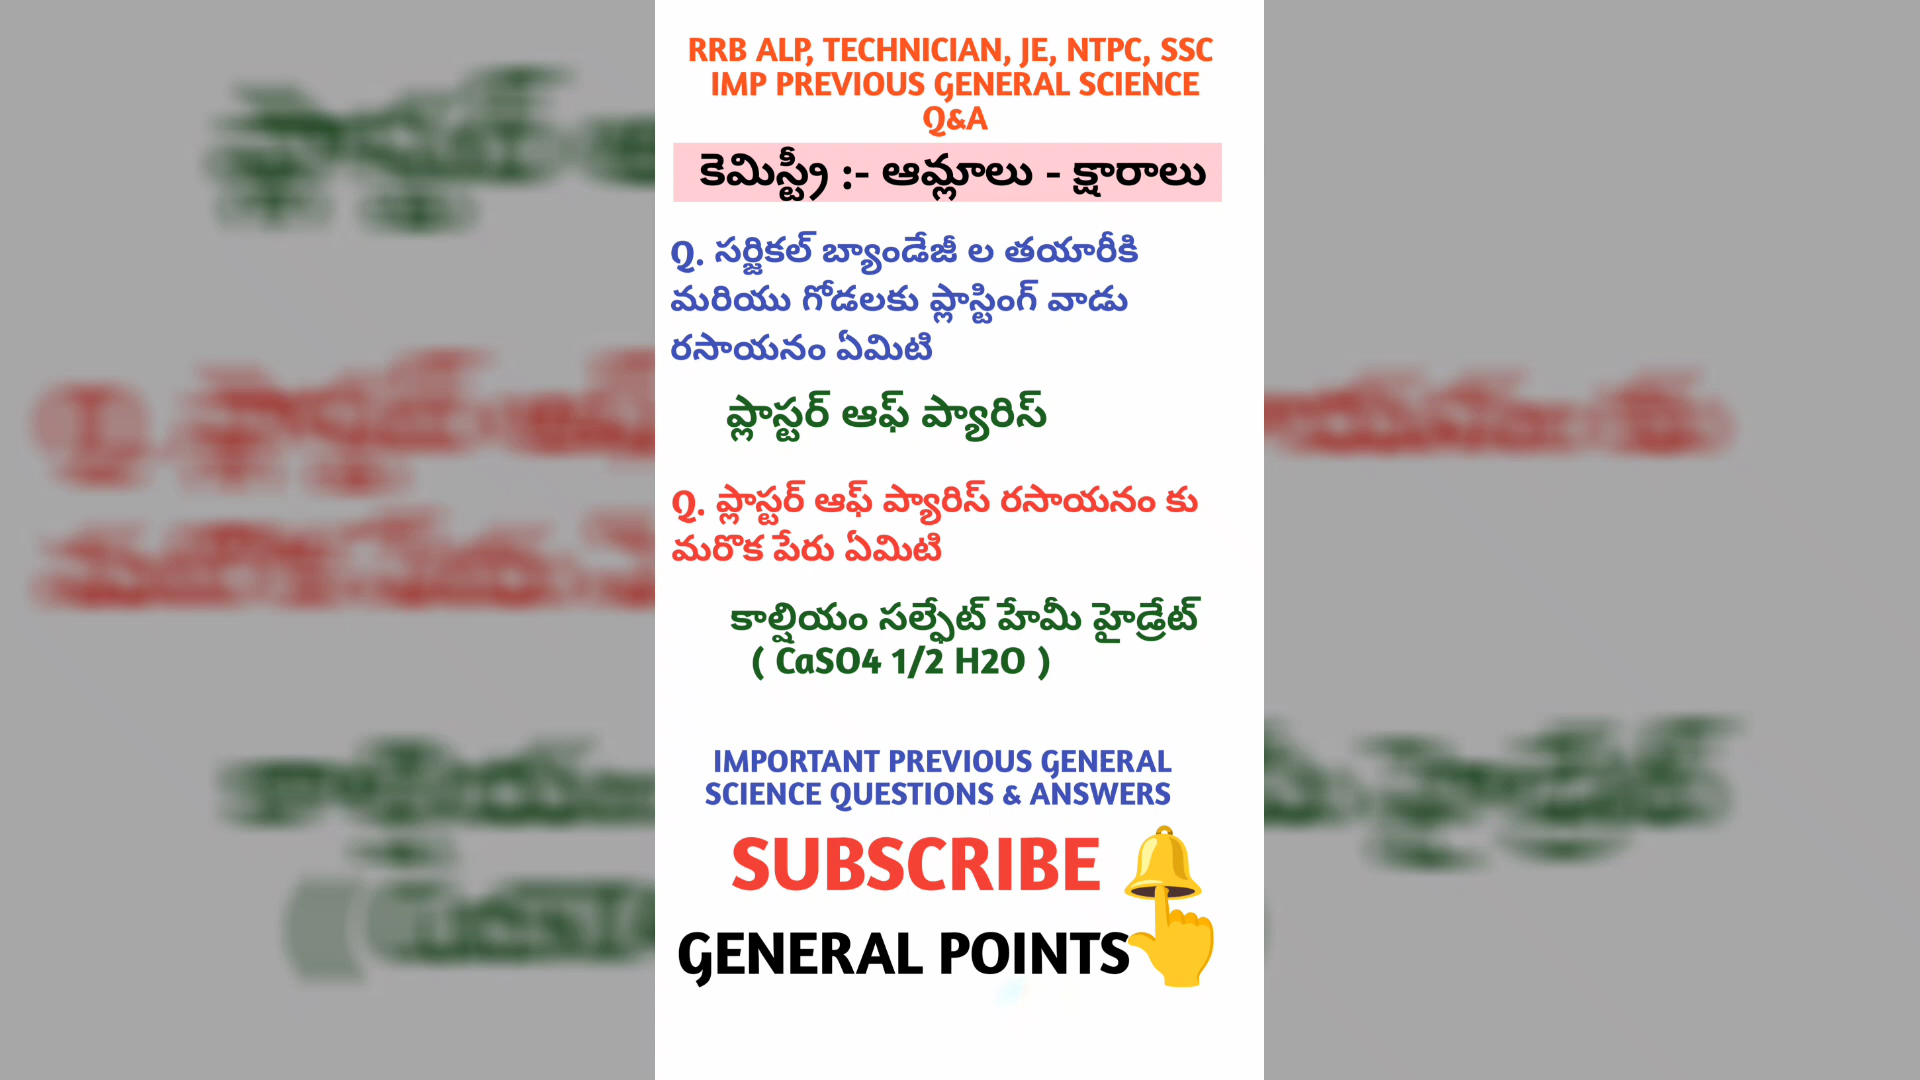 RRB ALP, TECHNICIAN, JE, NTPC, SSC
IMP PREVIOUS GENERAL SCIENCE
Q&A
కెమిస్ట్రీ :- ఆమ్లాలు - క్షారాలు
Q. సర్జికల్ బ్యాండేజీ ల తయారీకి
మరియు గోడలకు ప్లాస్టింగ్ వాడు
రసాయనం ఏమిటి
ప్లాస్టర్ ఆఫ్ ప్యారిస్
Q. ప్లాస్టర్ ఆఫ్ ప్యారిస్ రసాయనం కు
మరొక పేరు ఏమిటి
కాల్షియం సల్ఫేట్ హేమీ హైడ్రేట్
( CaSO4 1/2 H2O )
IMPORTANT PREVIOUS GENERAL
SCIENCE QUESTIONS & ANSWERS
SUBSCRIBE
GENERAL POINTS